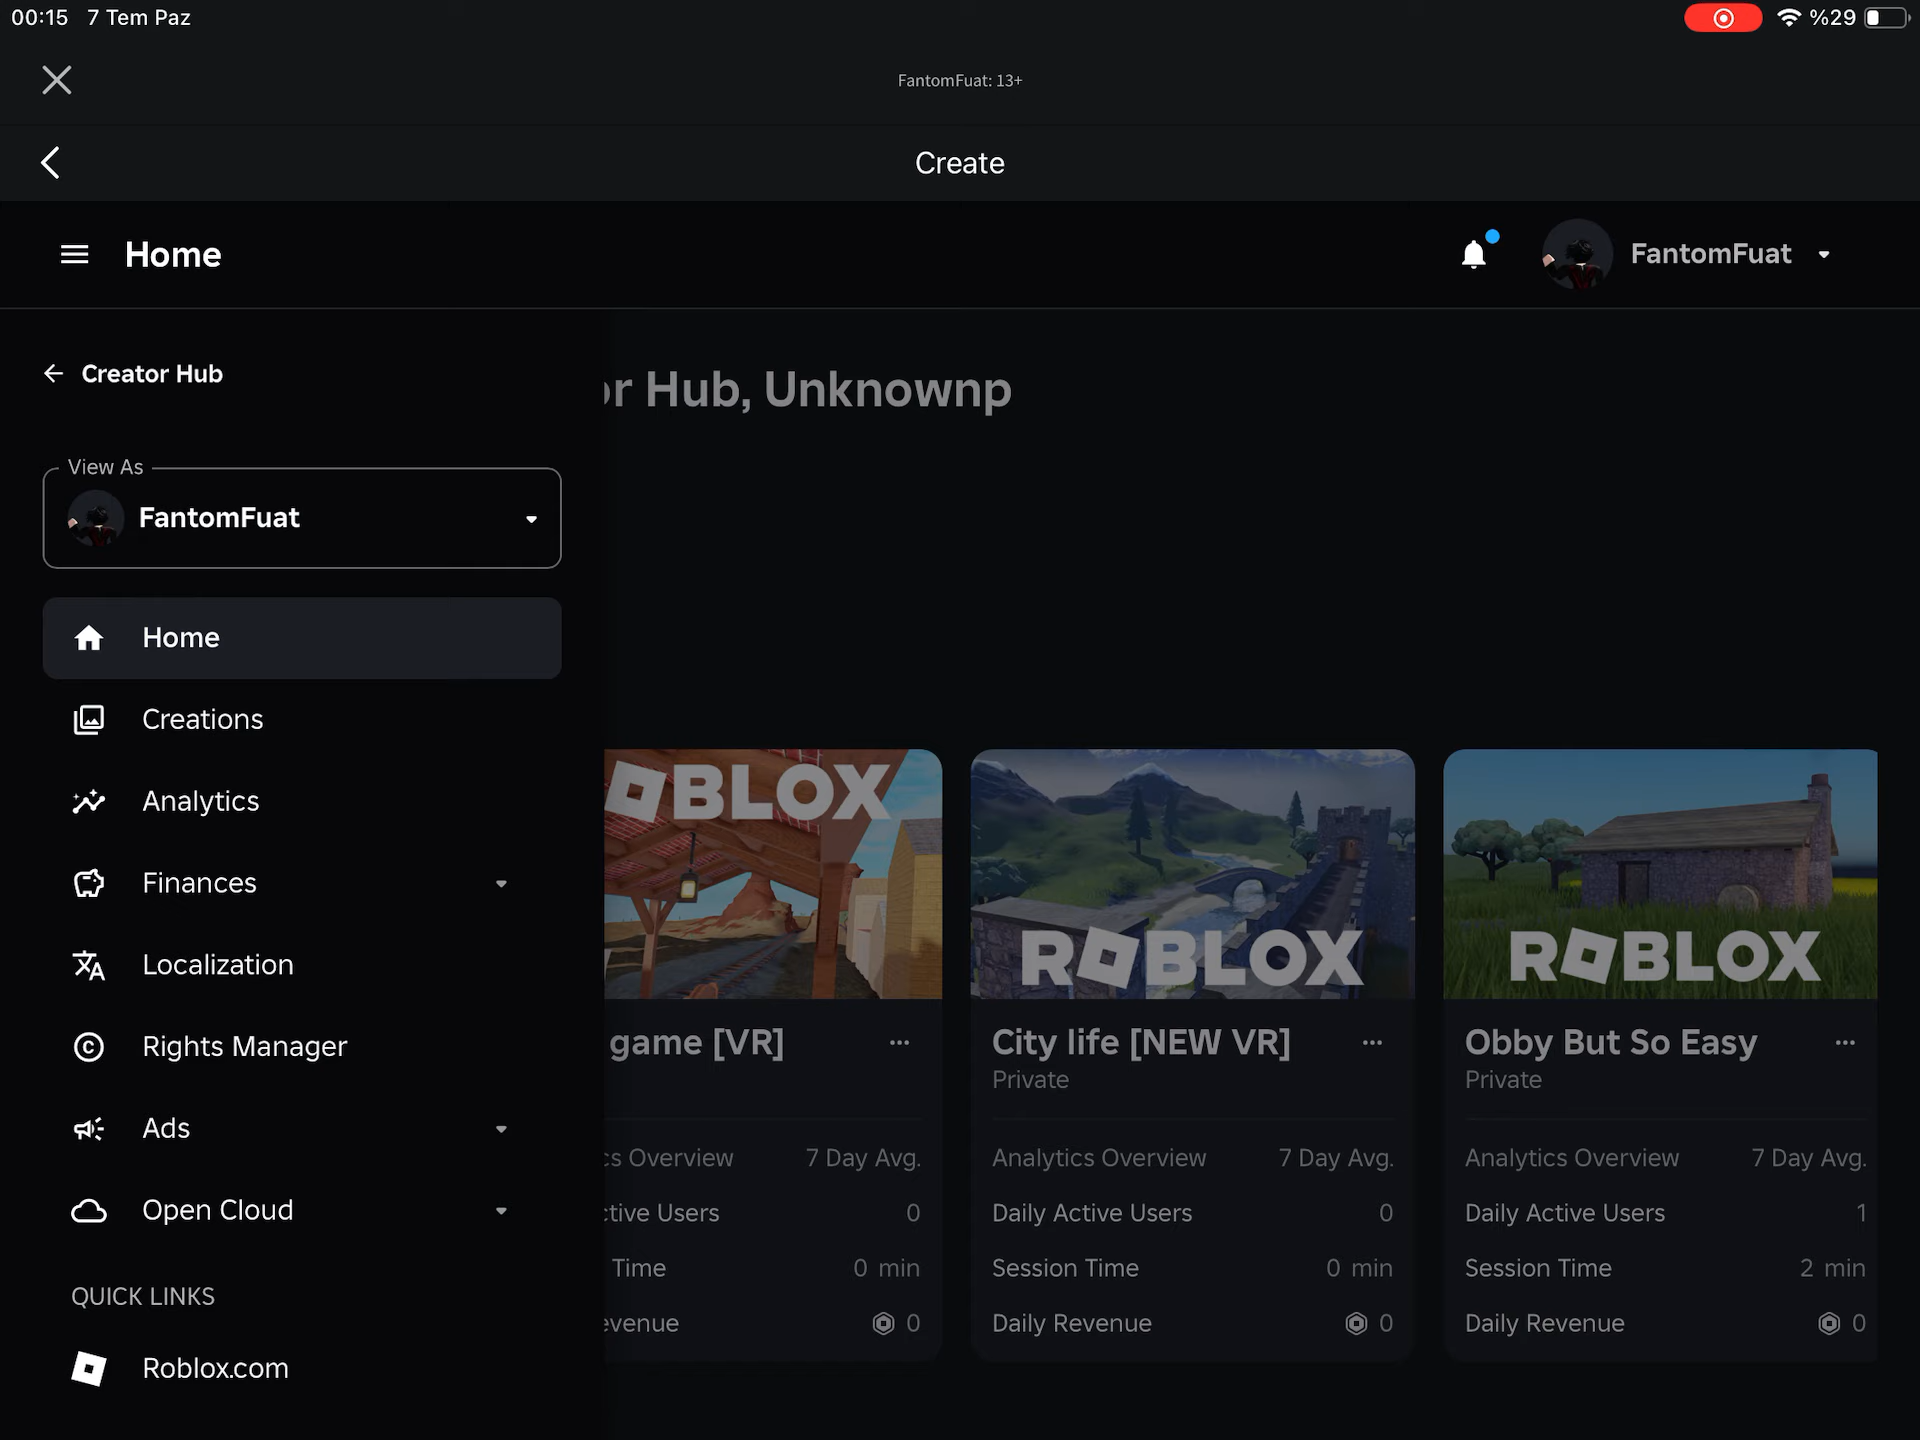 00:15 7 Tem Paz
%29
FantomFuat: 13+
Create
Home
FantomFuat
Creator Hub
or Hub, Unknownp
View As
FantomFuat
Home
Creations
Analytics
Finances
Localization
Rights Manager
Ads
Open Cloud
QUICK LINKS
Roblox.com
BLOX
game [VR]
cs Overview 7 Day Avg.
ctive Users 0
Time 0 min
evenue 0
ROBLOX
City life [NEW VR]
Private
Analytics Overview 7 Day Avg.
Daily Active Users 0
Session Time 0 min
Daily Revenue 0
ROBLOX
Obby But So Easy
Private
Analytics Overview 7 Day Avg.
Daily Active Users 1
Session Time 2 min
Daily Revenue 0